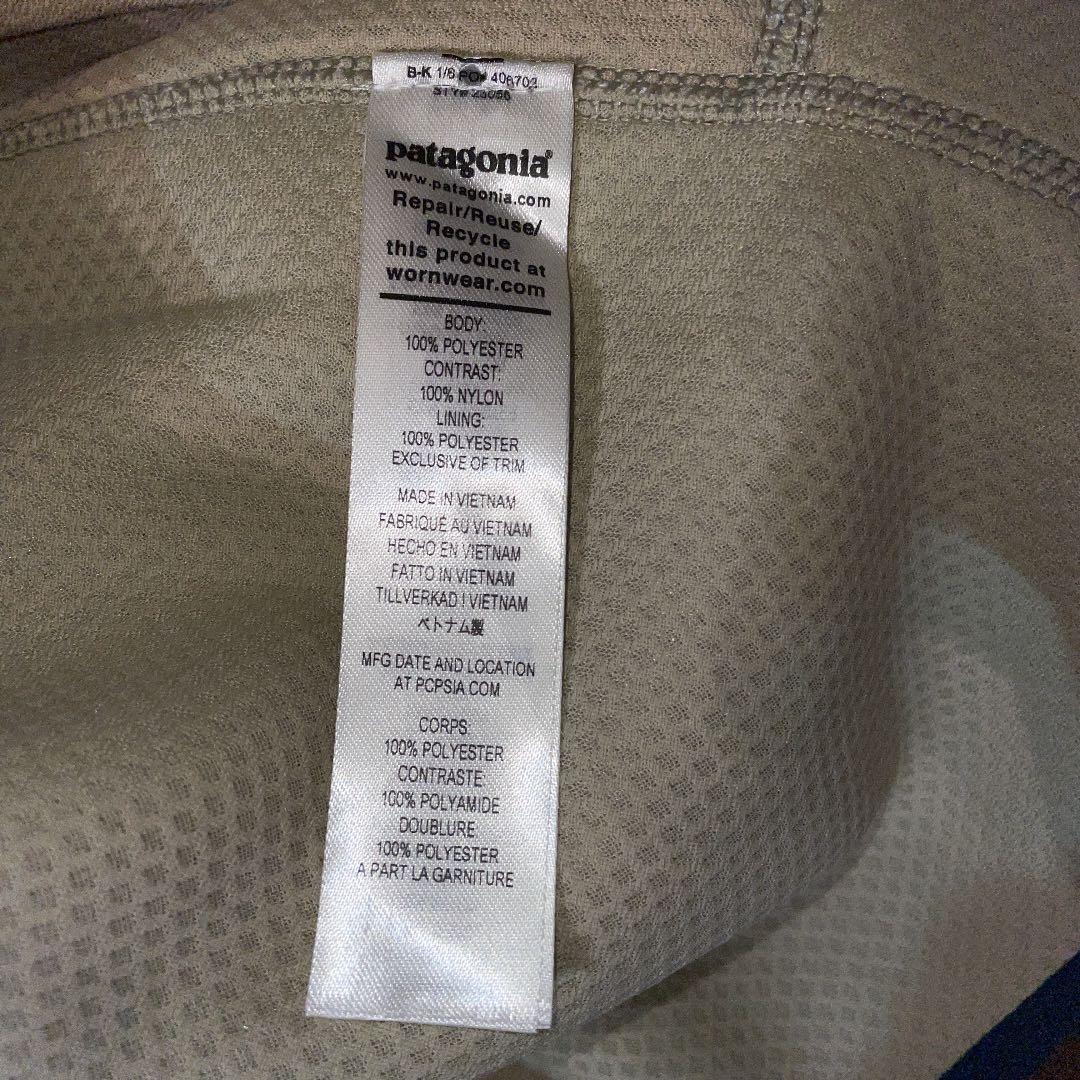 B-K 1/6 PO# 406702
STY# 23056
patagonia®
www.patagonia.com
Repair/Reuse/
Recycle
this product at
wornwear.com
BODY:
100% POLYESTER
CONTRAST:
100% NYLON
LINING:
100% POLYESTER
EXCLUSIVE OF TRIM
MADE IN VIETNAM
FABRIQUÉ AU VIETNAM
HECHO EN VIETNAM
FATTO IN VIETNAM
TILLVERKAD I VIETNAM
ベトナム製
MFG DATE AND LOCATION
AT PCPSIA.COM
CORPS:
100% POLYESTER
CONTRASTE:
100% POLYAMIDE
DOUBLURE:
100% POLYESTER
A PART LA GARNITURE